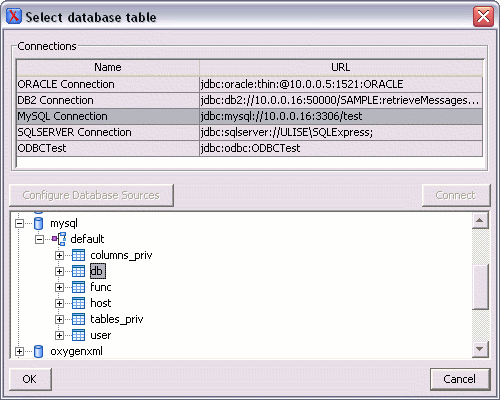 Select database table
Connections
Name URL
ORACLE Connection jdbc:oracle:thin:@10.0.0.5:1521:ORACLE
DB2 Connection jdbc:db2://10.0.0.16:50000/SAMPLE:retrieveMessages...
MySQL Connection jdbc:mysql://10.0.0.16:3306/test
SQLSERVER Connection jdbc:sqlserver://ULISE\SQLExpress;
ODBCTest jdbc:odbc:ODBCTest
Configure Database Sources Connect
mysql
default
columns_priv
db
func
host
tables_priv
user
oxygenxml
OK Cancel